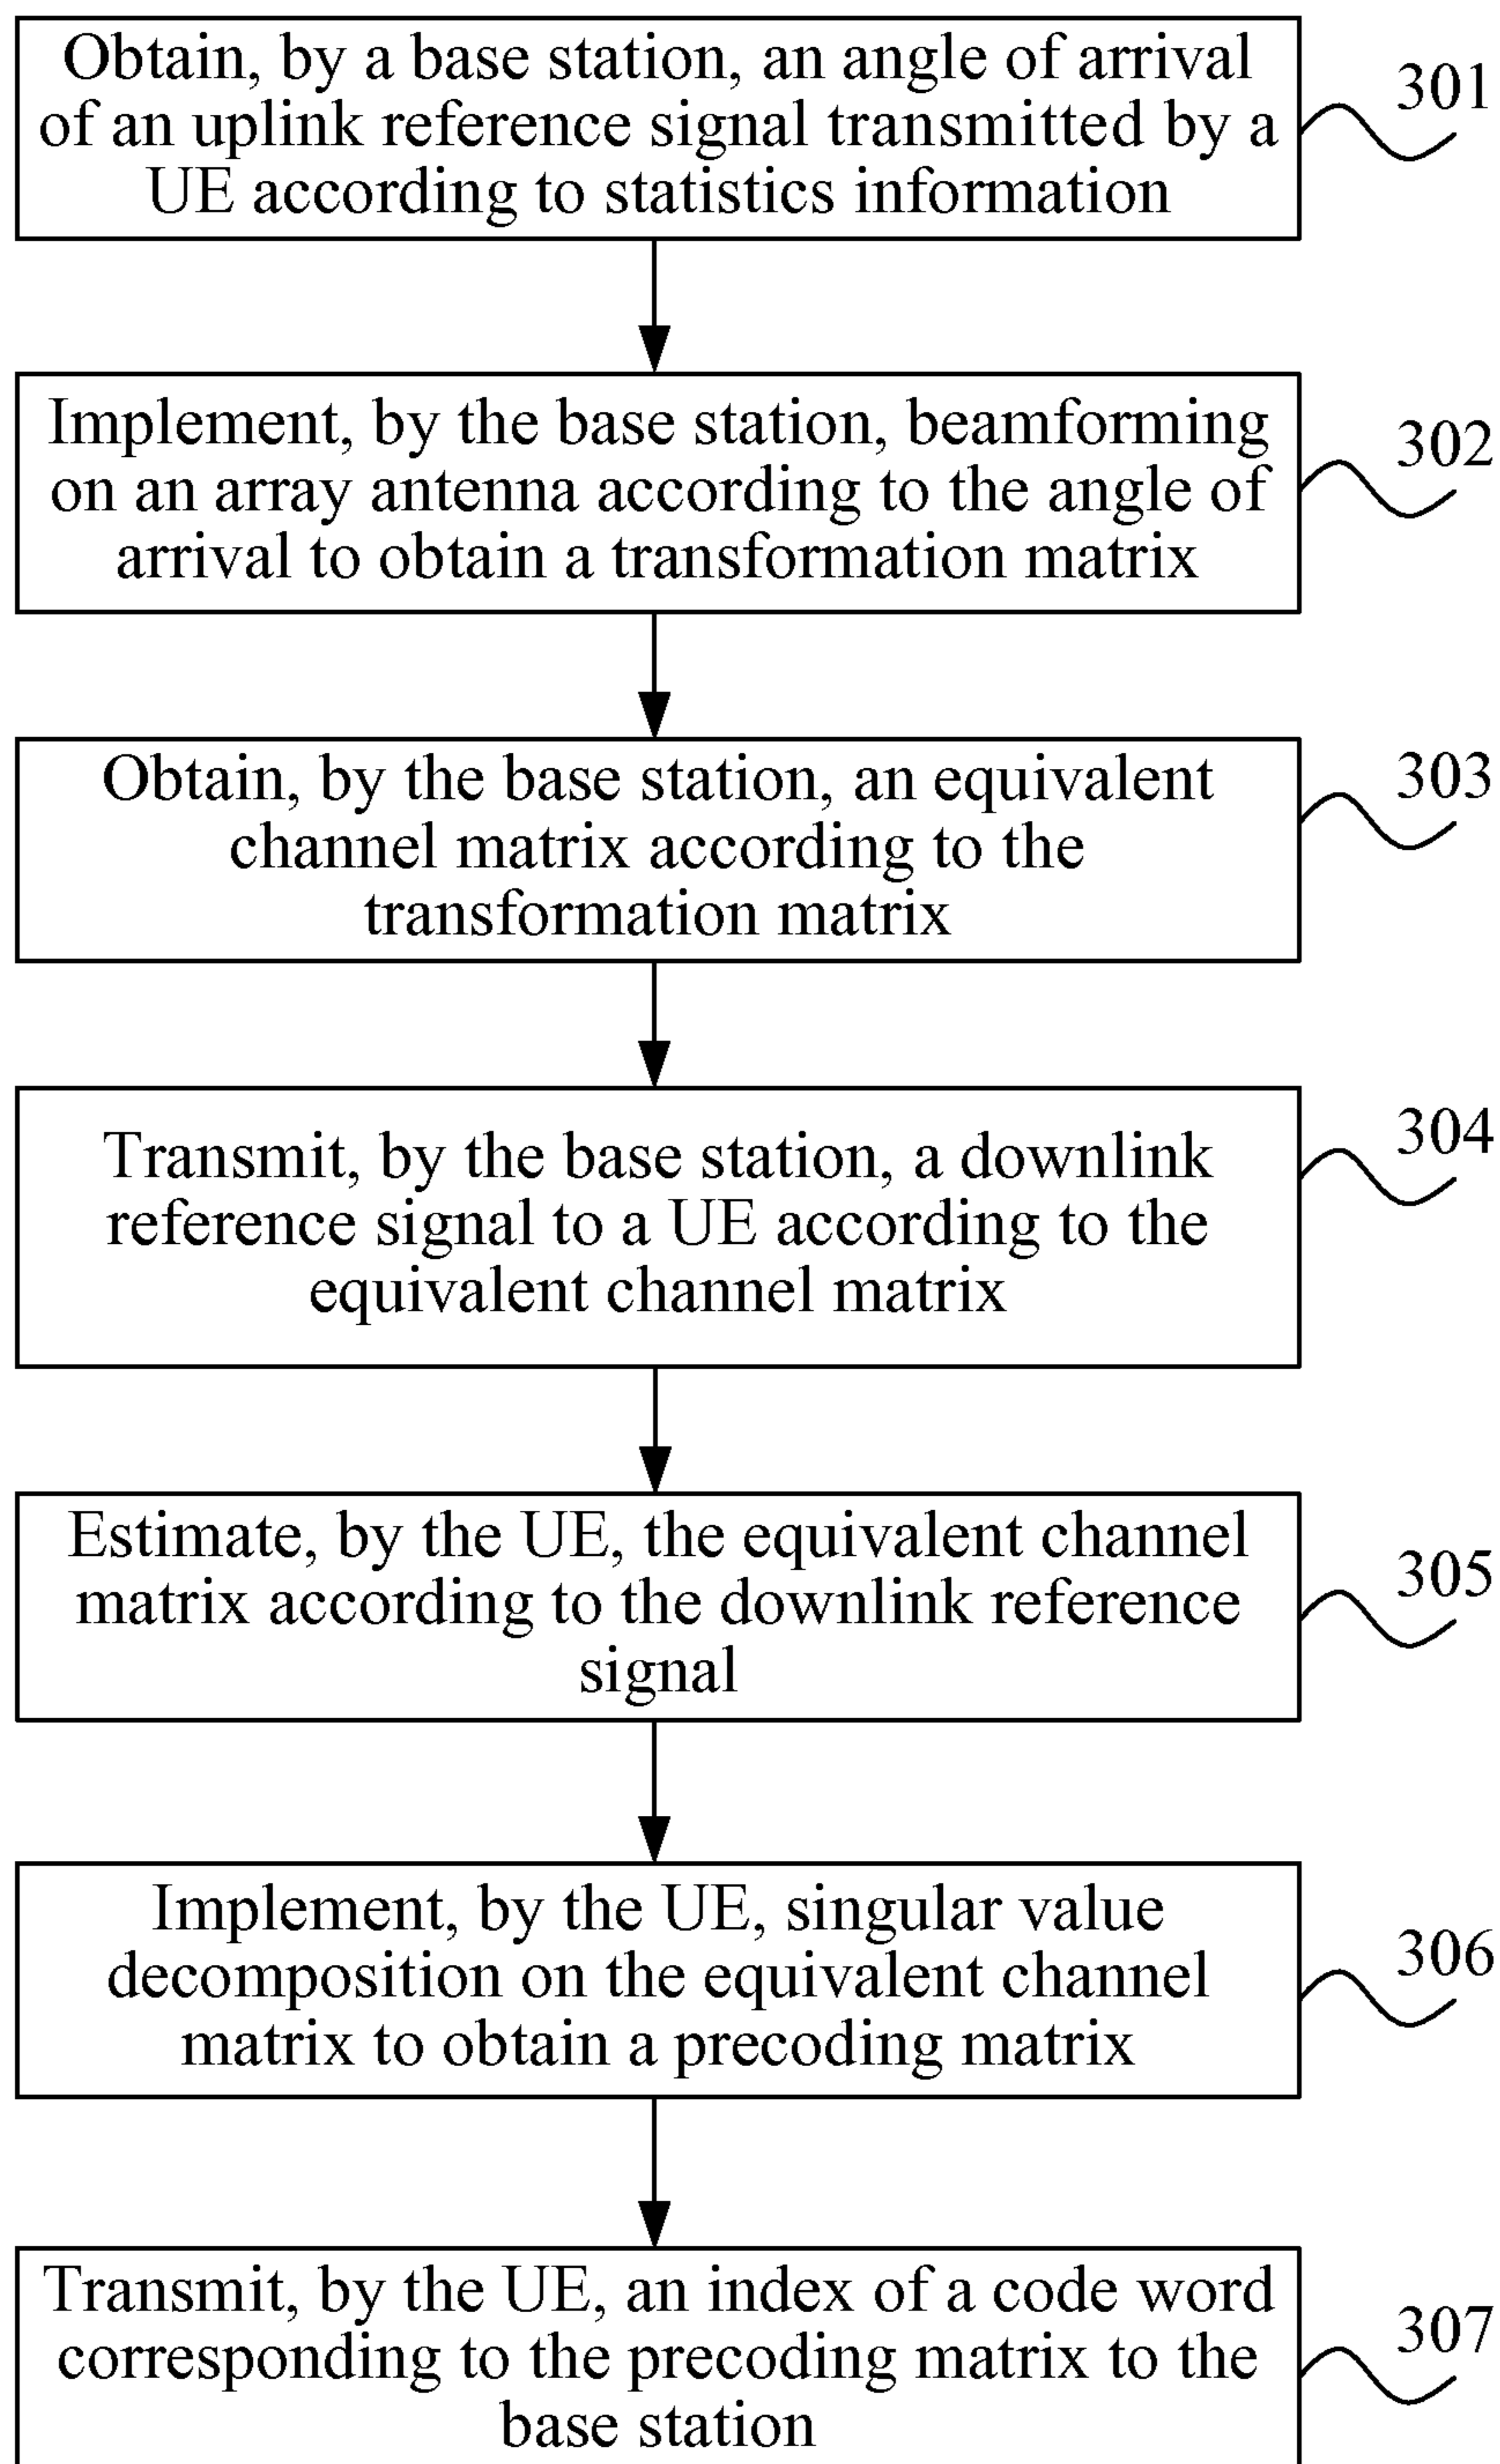 Obtain, by a base station, an angle of arrival
of an uplink reference signal transmitted by a
UE according to statistics information
301
Implement, by the base station, beamforming
on an array antenna according to the angle of
arrival to obtain a transformation matrix
302
Obtain, by the base station, an equivalent
channel matrix according to the
transformation matrix
303
Transmit, by the base station, a downlink
reference signal to a UE according to the
equivalent channel matrix
304
Estimate, by the UE, the equivalent channel
matrix according to the downlink reference
signal
305
Implement, by the UE, singular value
decomposition on the equivalent channel
matrix to obtain a precoding matrix
306
Transmit, by the UE, an index of a code word
corresponding to the precoding matrix to the
base station
307